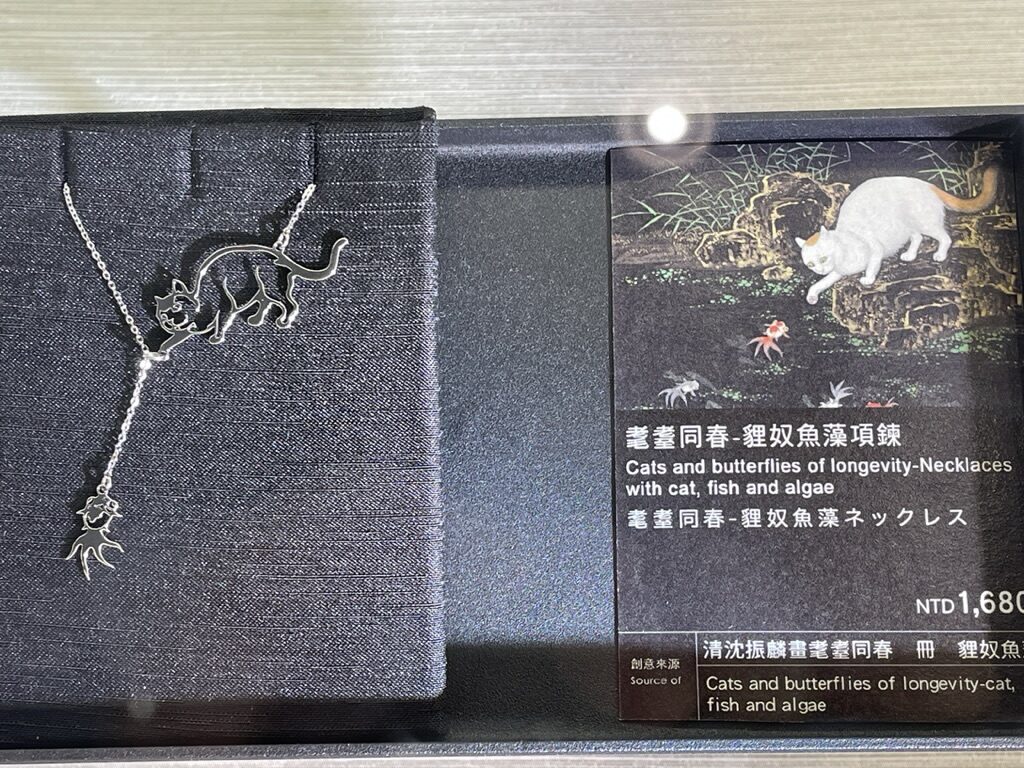 耄耋同春-貍奴魚藻項鍊
Cats and butterflies of longevity-Necklaces
with cat, fish and algae
耄耋同春-貍奴魚藻ネックレス
NTD1,680
創意來源
Source of
清沈振麟畫耄耋同春 冊 貍奴魚
Cats and butterflies of longevity-cat,
fish and algae